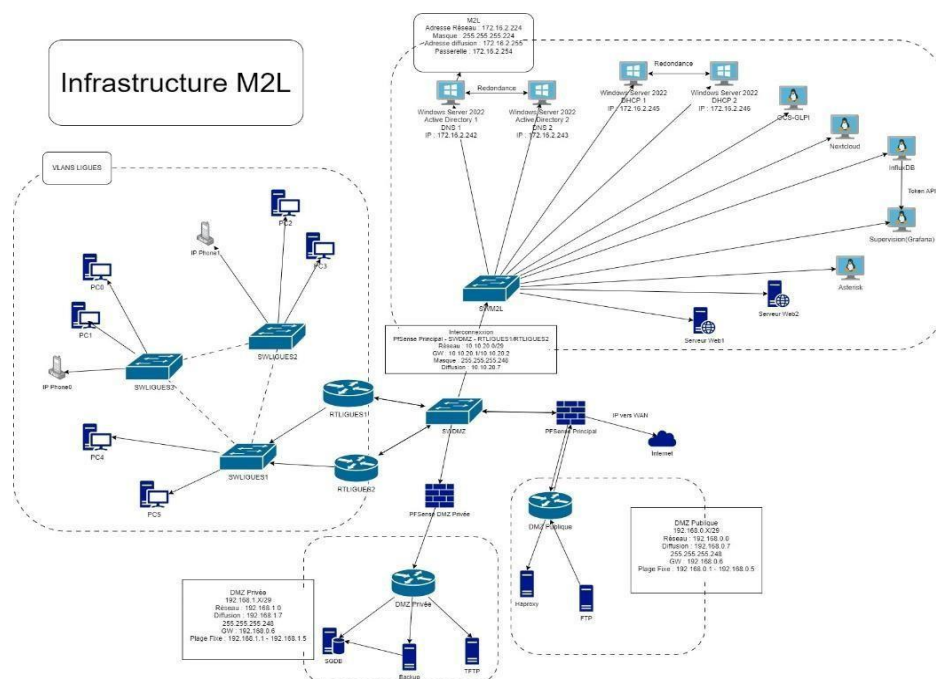 Infrastructure M2L
M2L
Adresse Réseau : 172.16.2.224
Masque : 255.255.255.224
Adresse diffusion : 172.16.2.255
Passerelle : 172.16.2.254
Redondance
Redondance
Windows Server 2022
Active Directory 1
DNS 1
IP : 172.16.2.242
Windows Server 2022
Active Directory 2
DNS 2
IP : 172.16.2.243
Windows Server 2022
DHCP 1
IP : 172.16.2.245
Windows Server 2022
DHCP 2
IP : 172.16.2.246
OCS-GLPI
Nextcloud
InfluxDB
Token API
Supervision(Grafana)
Asterisk
Serveur Web2
Serveur Web1
SWM2L
VLANS LIGUES
PC2
IP Phone1
PC3
PC0
PC1
SWLIGUES2
IP Phone0
SWLIGUES3
PC4
SWLIGUES1
PC5
RTLIGUES1
RTLIGUES2
Interconnexion
PfSense Principal - SWDMZ - RTLIGUES1/RTLIGUES2
Réseau : 10.10.20.0/29
GW : 10.10.20.1/10.10.20.2
Masque : 255.255.255.248
Diffusion : 10.10.20.7
SWDMZ
PFSense Principal
IP vers WAN
Internet
PFSense DMZ Privée
DMZ Publique
Haproxy
FTP
DMZ Publique
192.168.0.X/29
Réseau : 192.168.0.0
Diffusion : 192.168.0.7
255.255.255.248
GW : 192.168.0.6
Plage Fixe : 192.168.0.1 - 192.168.0.5
DMZ Privée
192.168.1.X/29
Réseau : 192.168.1.0
Diffusion : 192.168.1.7
255.255.255.248
GW : 192.168.0.6
Plage Fixe : 192.168.1.1 - 192.168.1.5
DMZ Privée
SGDB
Backup
TFTP